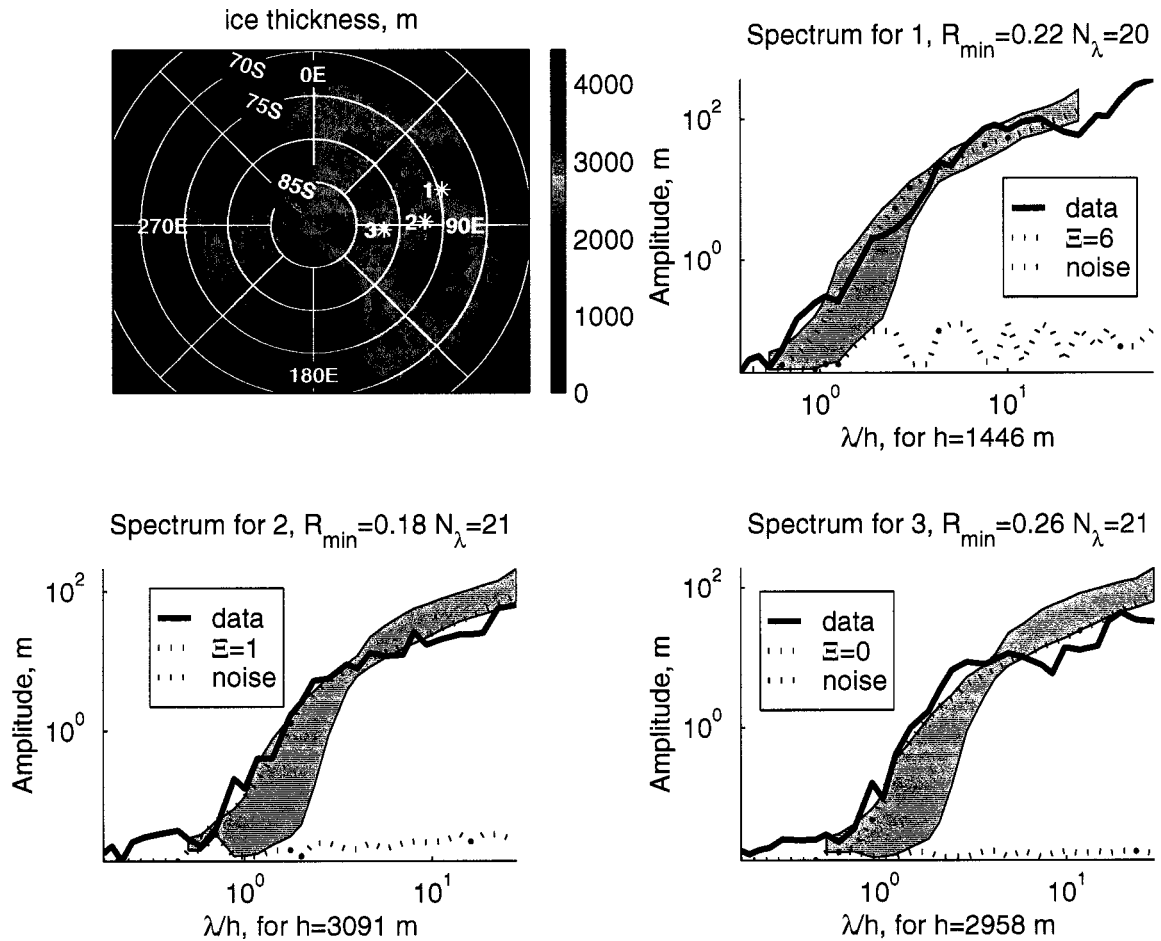 ice thickness, m
70S
0E
75S
85S
1*
270E
3*
2*
90E
180E
4000
3000
2000
1000
0
Spectrum for 1, R_min=0.22 N_λ=20
10^2
10^0
Amplitude, m
data
Ξ=6
noise
10^0
10^1
λ/h, for h=1446 m
Spectrum for 2, R_min=0.18 N_λ=21
10^2
10^0
Amplitude, m
data
Ξ=1
noise
10^0
10^1
λ/h, for h=3091 m
Spectrum for 3, R_min=0.26 N_λ=21
10^2
10^0
Amplitude, m
data
Ξ=0
noise
10^0
10^1
λ/h, for h=2958 m